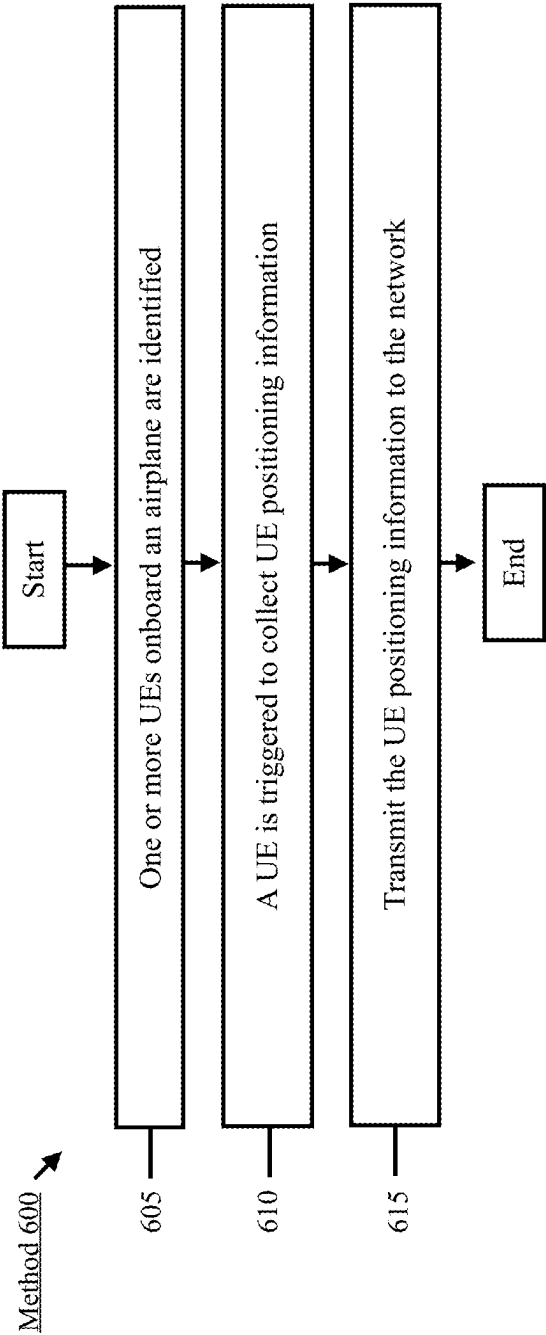 Method 600
Start
605
One or more UEs onboard an airplane are identified
610
A UE is triggered to collect UE positioning information
615
Transmit the UE positioning information to the network
End